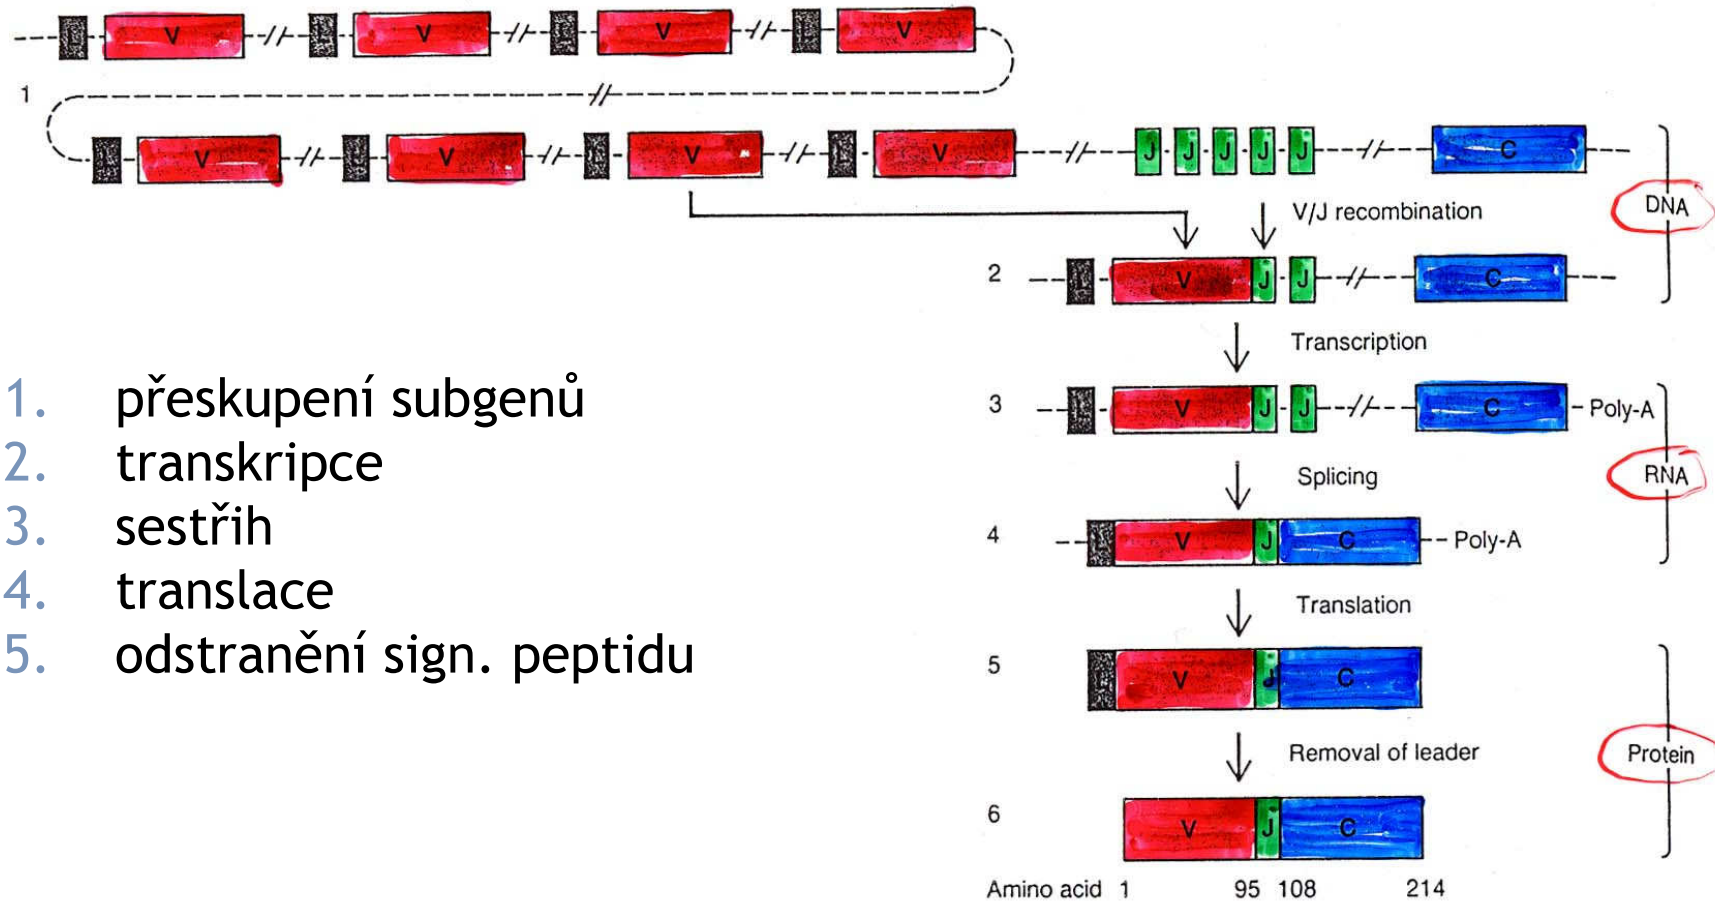 L V L V L V L V
1
L V L V L V L V J J J J J C
V/J recombination
DNA
2 L V J J C
Transcription
3 L V J J C Poly-A
Splicing
RNA
4 L V J C Poly-A
Translation
5 L V J C
Removal of leader
Protein
6 V J C
Amino acid 1 95 108 214
1. přeskupení subgenů
2. transkripce
3. sestřih
4. translace
5. odstranění sign. peptidu